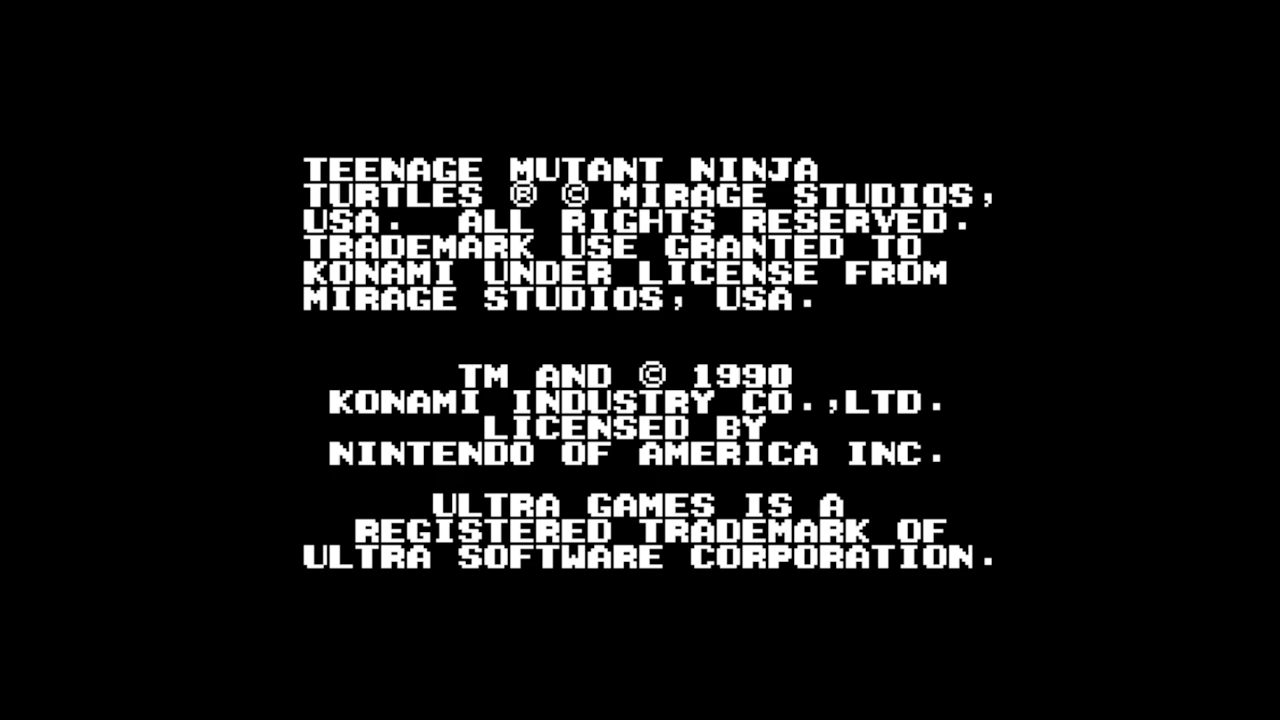 TEENAGE MUTANT NINJA
TURTLES ® © MIRAGE STUDIOS,
USA. ALL RIGHTS RESERVED.
TRADEMARK USE GRANTED TO
KONAMI UNDER LICENSE FROM
MIRAGE STUDIOS, USA.
TM AND © 1990
KONAMI INDUSTRY CO.,LTD.
LICENSED BY
NINTENDO OF AMERICA INC.
ULTRA GAMES IS A
REGISTERED TRADEMARK OF
ULTRA SOFTWARE CORPORATION.